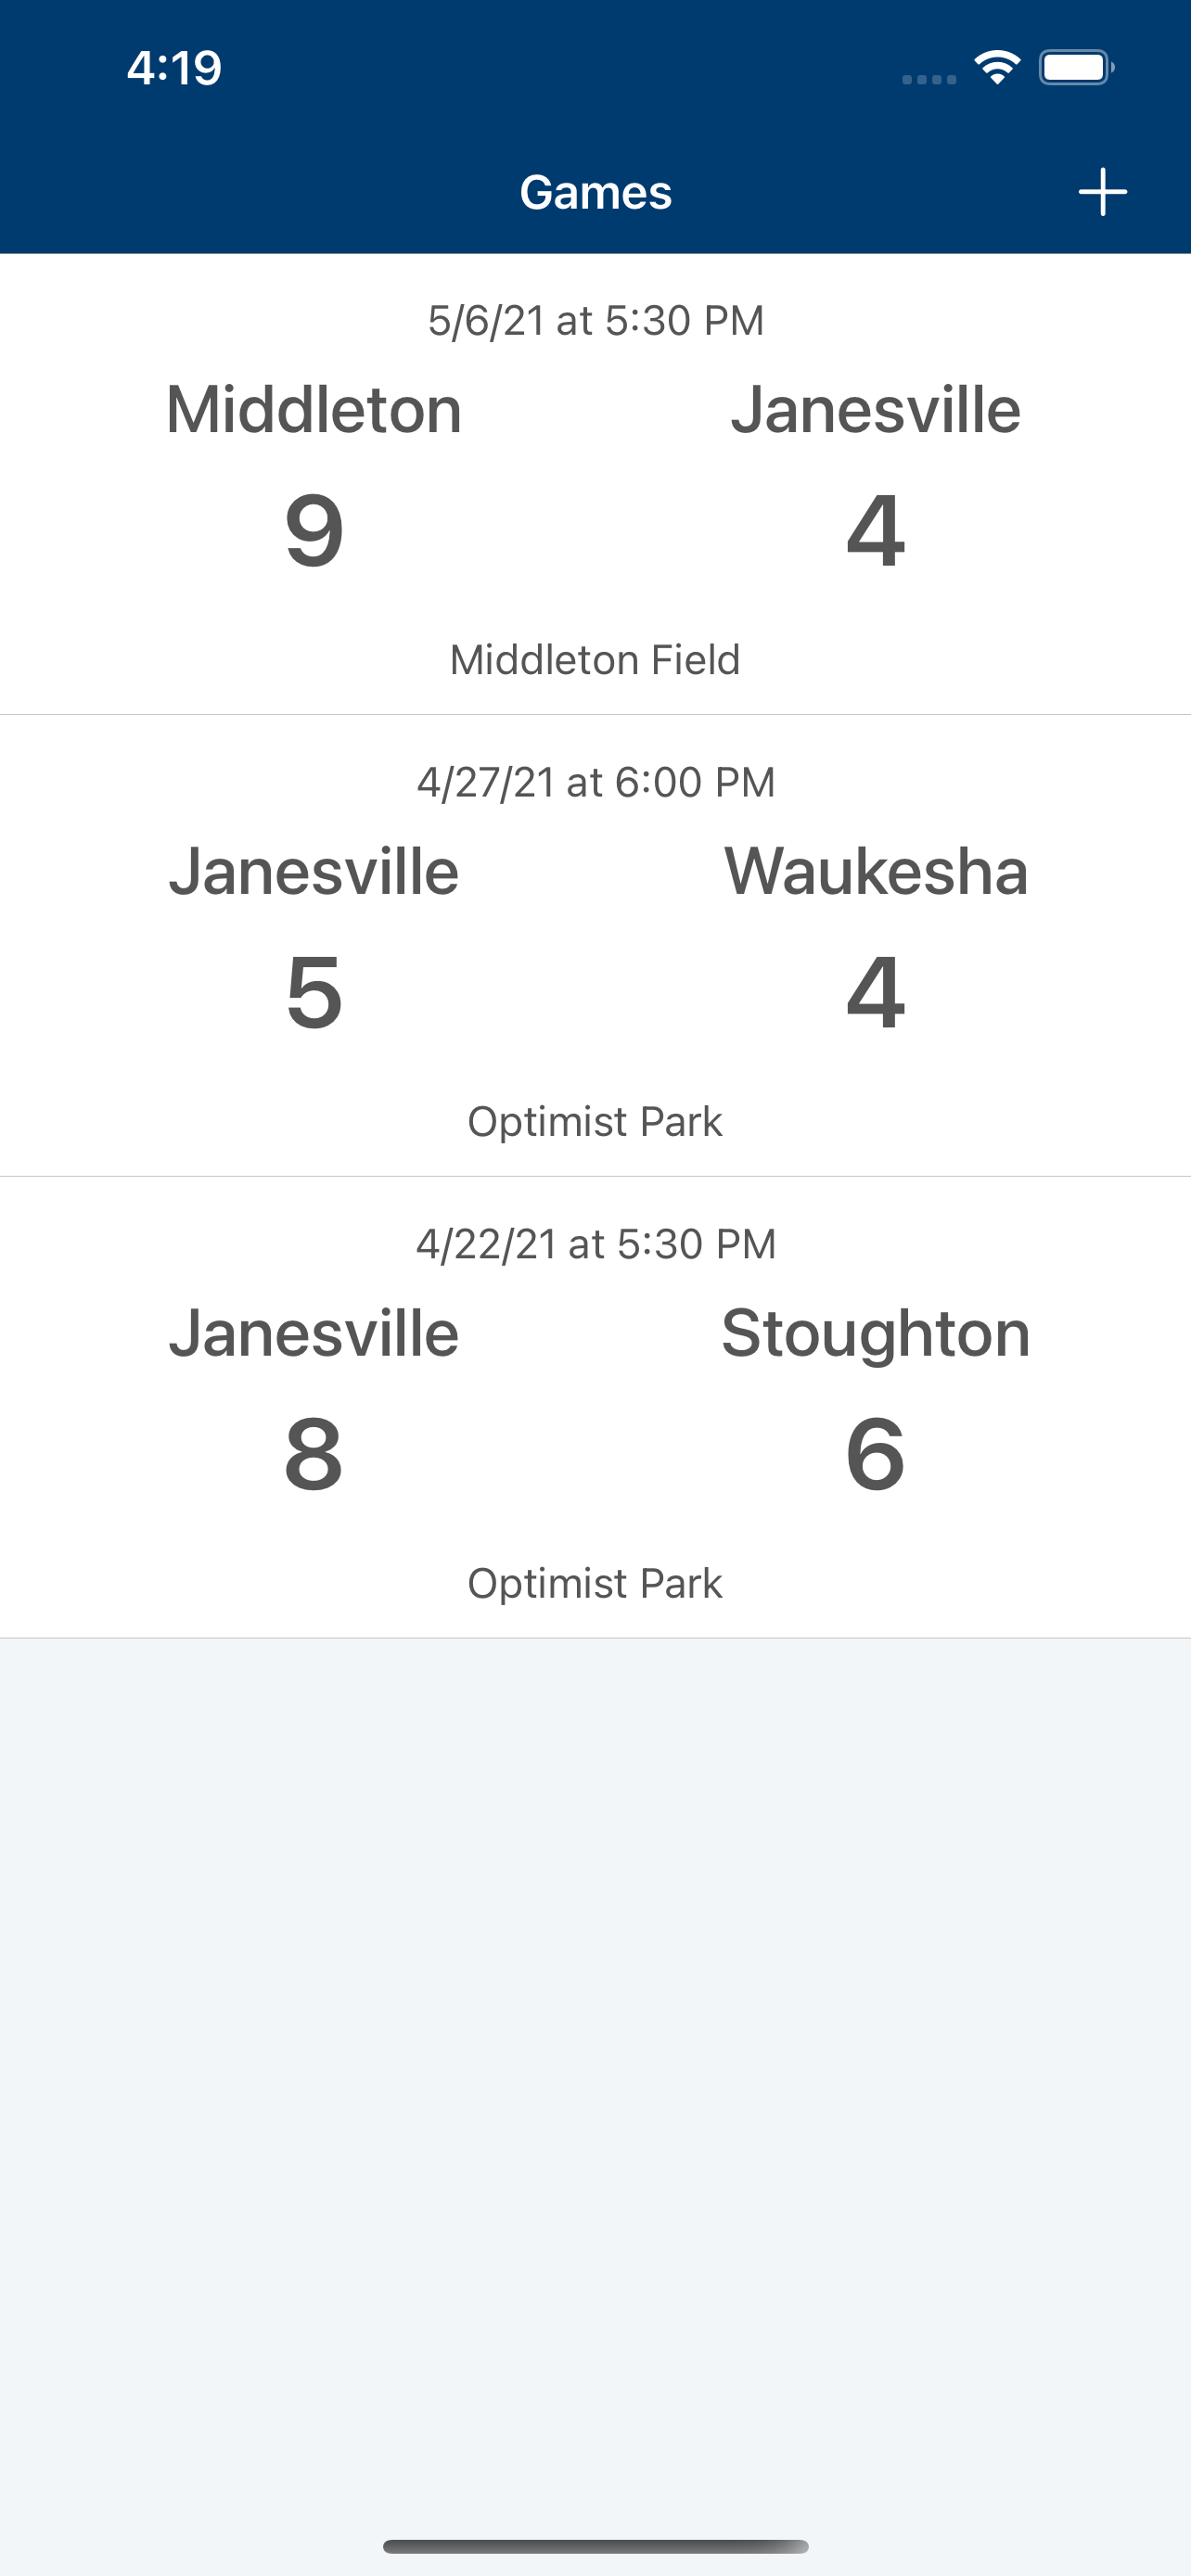 4:19
Games
5/6/21 at 5:30 PM
Middleton Janesville
9 4
Middleton Field
4/27/21 at 6:00 PM
Janesville Waukesha
5 4
Optimist Park
4/22/21 at 5:30 PM
Janesville Stoughton
8 6
Optimist Park